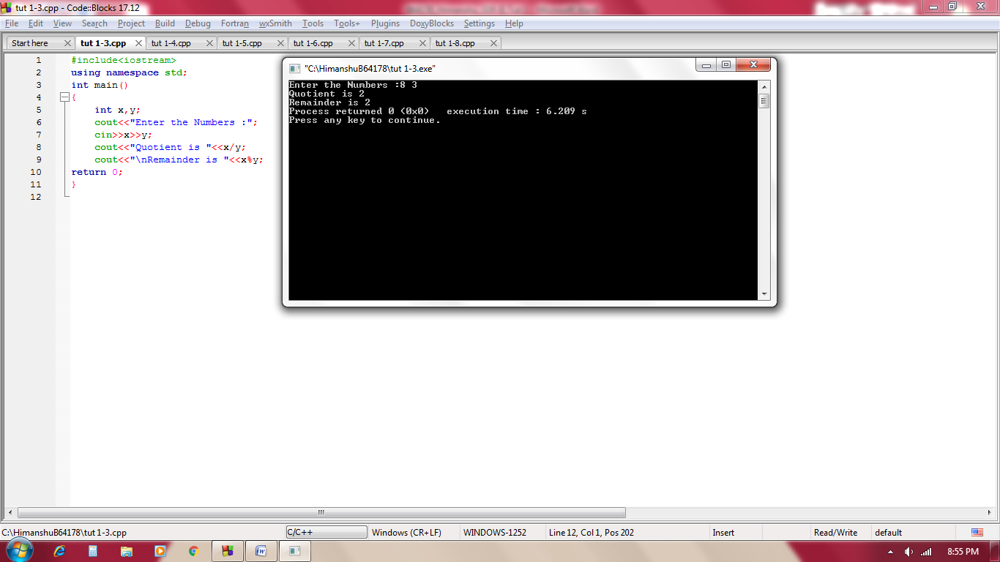 tut 1-3.cpp - Code::Blocks 17.12
File Edit View Search Project Build Debug Fortran wxSmith Tools Tools+ Plugins DoxyBlocks Settings Help
Start here tut 1-3.cpp tut 1-4.cpp tut 1-5.cpp tut 1-6.cpp tut 1-7.cpp tut 1-8.cpp
1 #include<iostream>
2 using namespace std;
3 int main()
4 {
5 int x,y;
6 cout<<"Enter the Numbers :";
7 cin>>x>>y;
8 cout<<"Quotient is "<<x/y;
9 cout<<"\nRemainder is "<<x%y;
10 return 0;
11 }
12
"C:\HimanshuB64178\tut 1-3.exe"
Enter the Numbers :8 3
Quotient is 2
Remainder is 2
Process returned 0 (0x0)   execution time : 6.209 s
Press any key to continue.
C:\HimanshuB64178\tut 1-3.cpp C/C++ Windows (CR+LF) WINDOWS-1252 Line 12, Col 1, Pos 202 Insert Read/Write default
8:55 PM